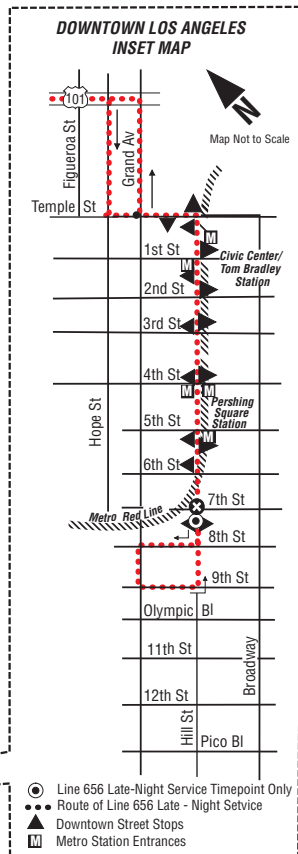 DOWNTOWN LOS ANGELES
INSET MAP
101
Figueroa St
Grand Av
N
Map Not to Scale
Temple St
M
1st St
Civic Center/
Tom Bradley
Station
M
2nd St
3rd St
4th St
M
M
Pershing
Square
Station
Hope St
5th St
M
6th St
Metro Red Line
7th St
8th St
9th St
Olympic Bl
11th St
Broadway
12th St
Hill St
Pico Bl
Line 656 Late-Night Service Timepoint Only
Route of Line 656 Late - Night Setvice
Downtown Street Stops
M Metro Station Entrances